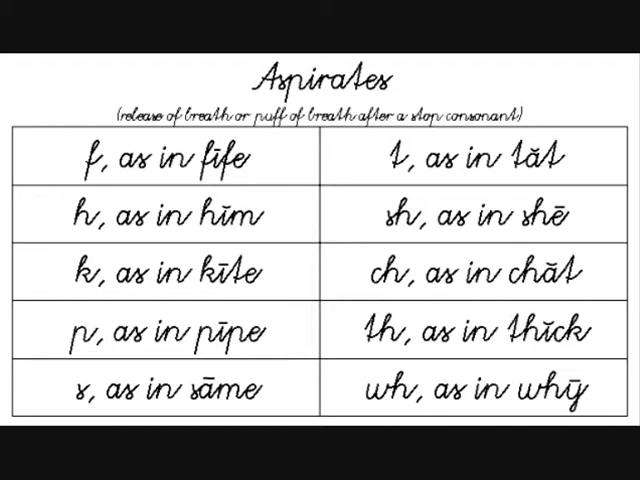 Aspirates
(release of breath or puff of breath after a stop consonant)
f, as in fīfe
t, as in tăt
h, as in hĭm
sh, as in shē
k, as in kīte
ch, as in chăt
p, as in pīpe
th, as in thĭck
s, as in sāme
wh, as in whȳ